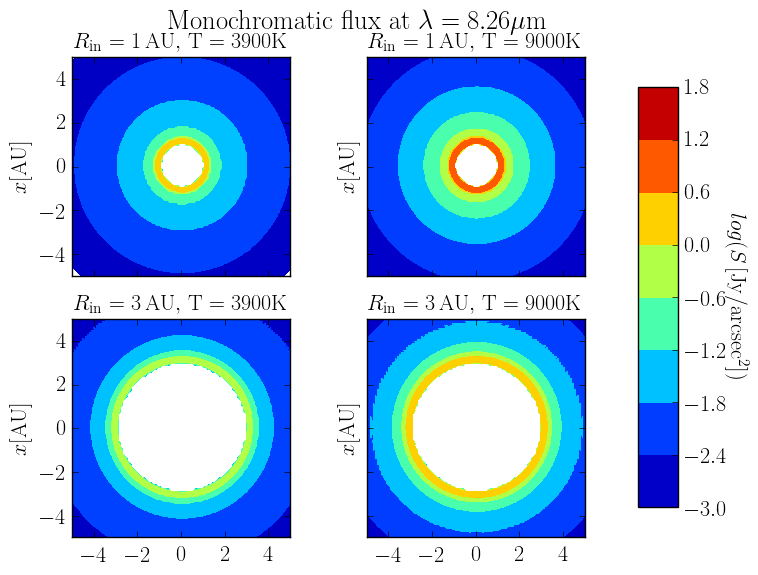 Monochromatic flux at λ = 8.26μm
R_in = 1 AU, T = 3900K
R_in = 1 AU, T = 9000K
4
2
0
−2
−4
x[AU]
x[AU]
1.8
1.2
0.6
0.0
−0.6
−1.2
−1.8
−2.4
−3.0
log(S [Jy/arcsec²])
R_in = 3 AU, T = 3900K
R_in = 3 AU, T = 9000K
4
2
0
−2
−4
x[AU]
x[AU]
−4 −2 0 2 4
−4 −2 0 2 4